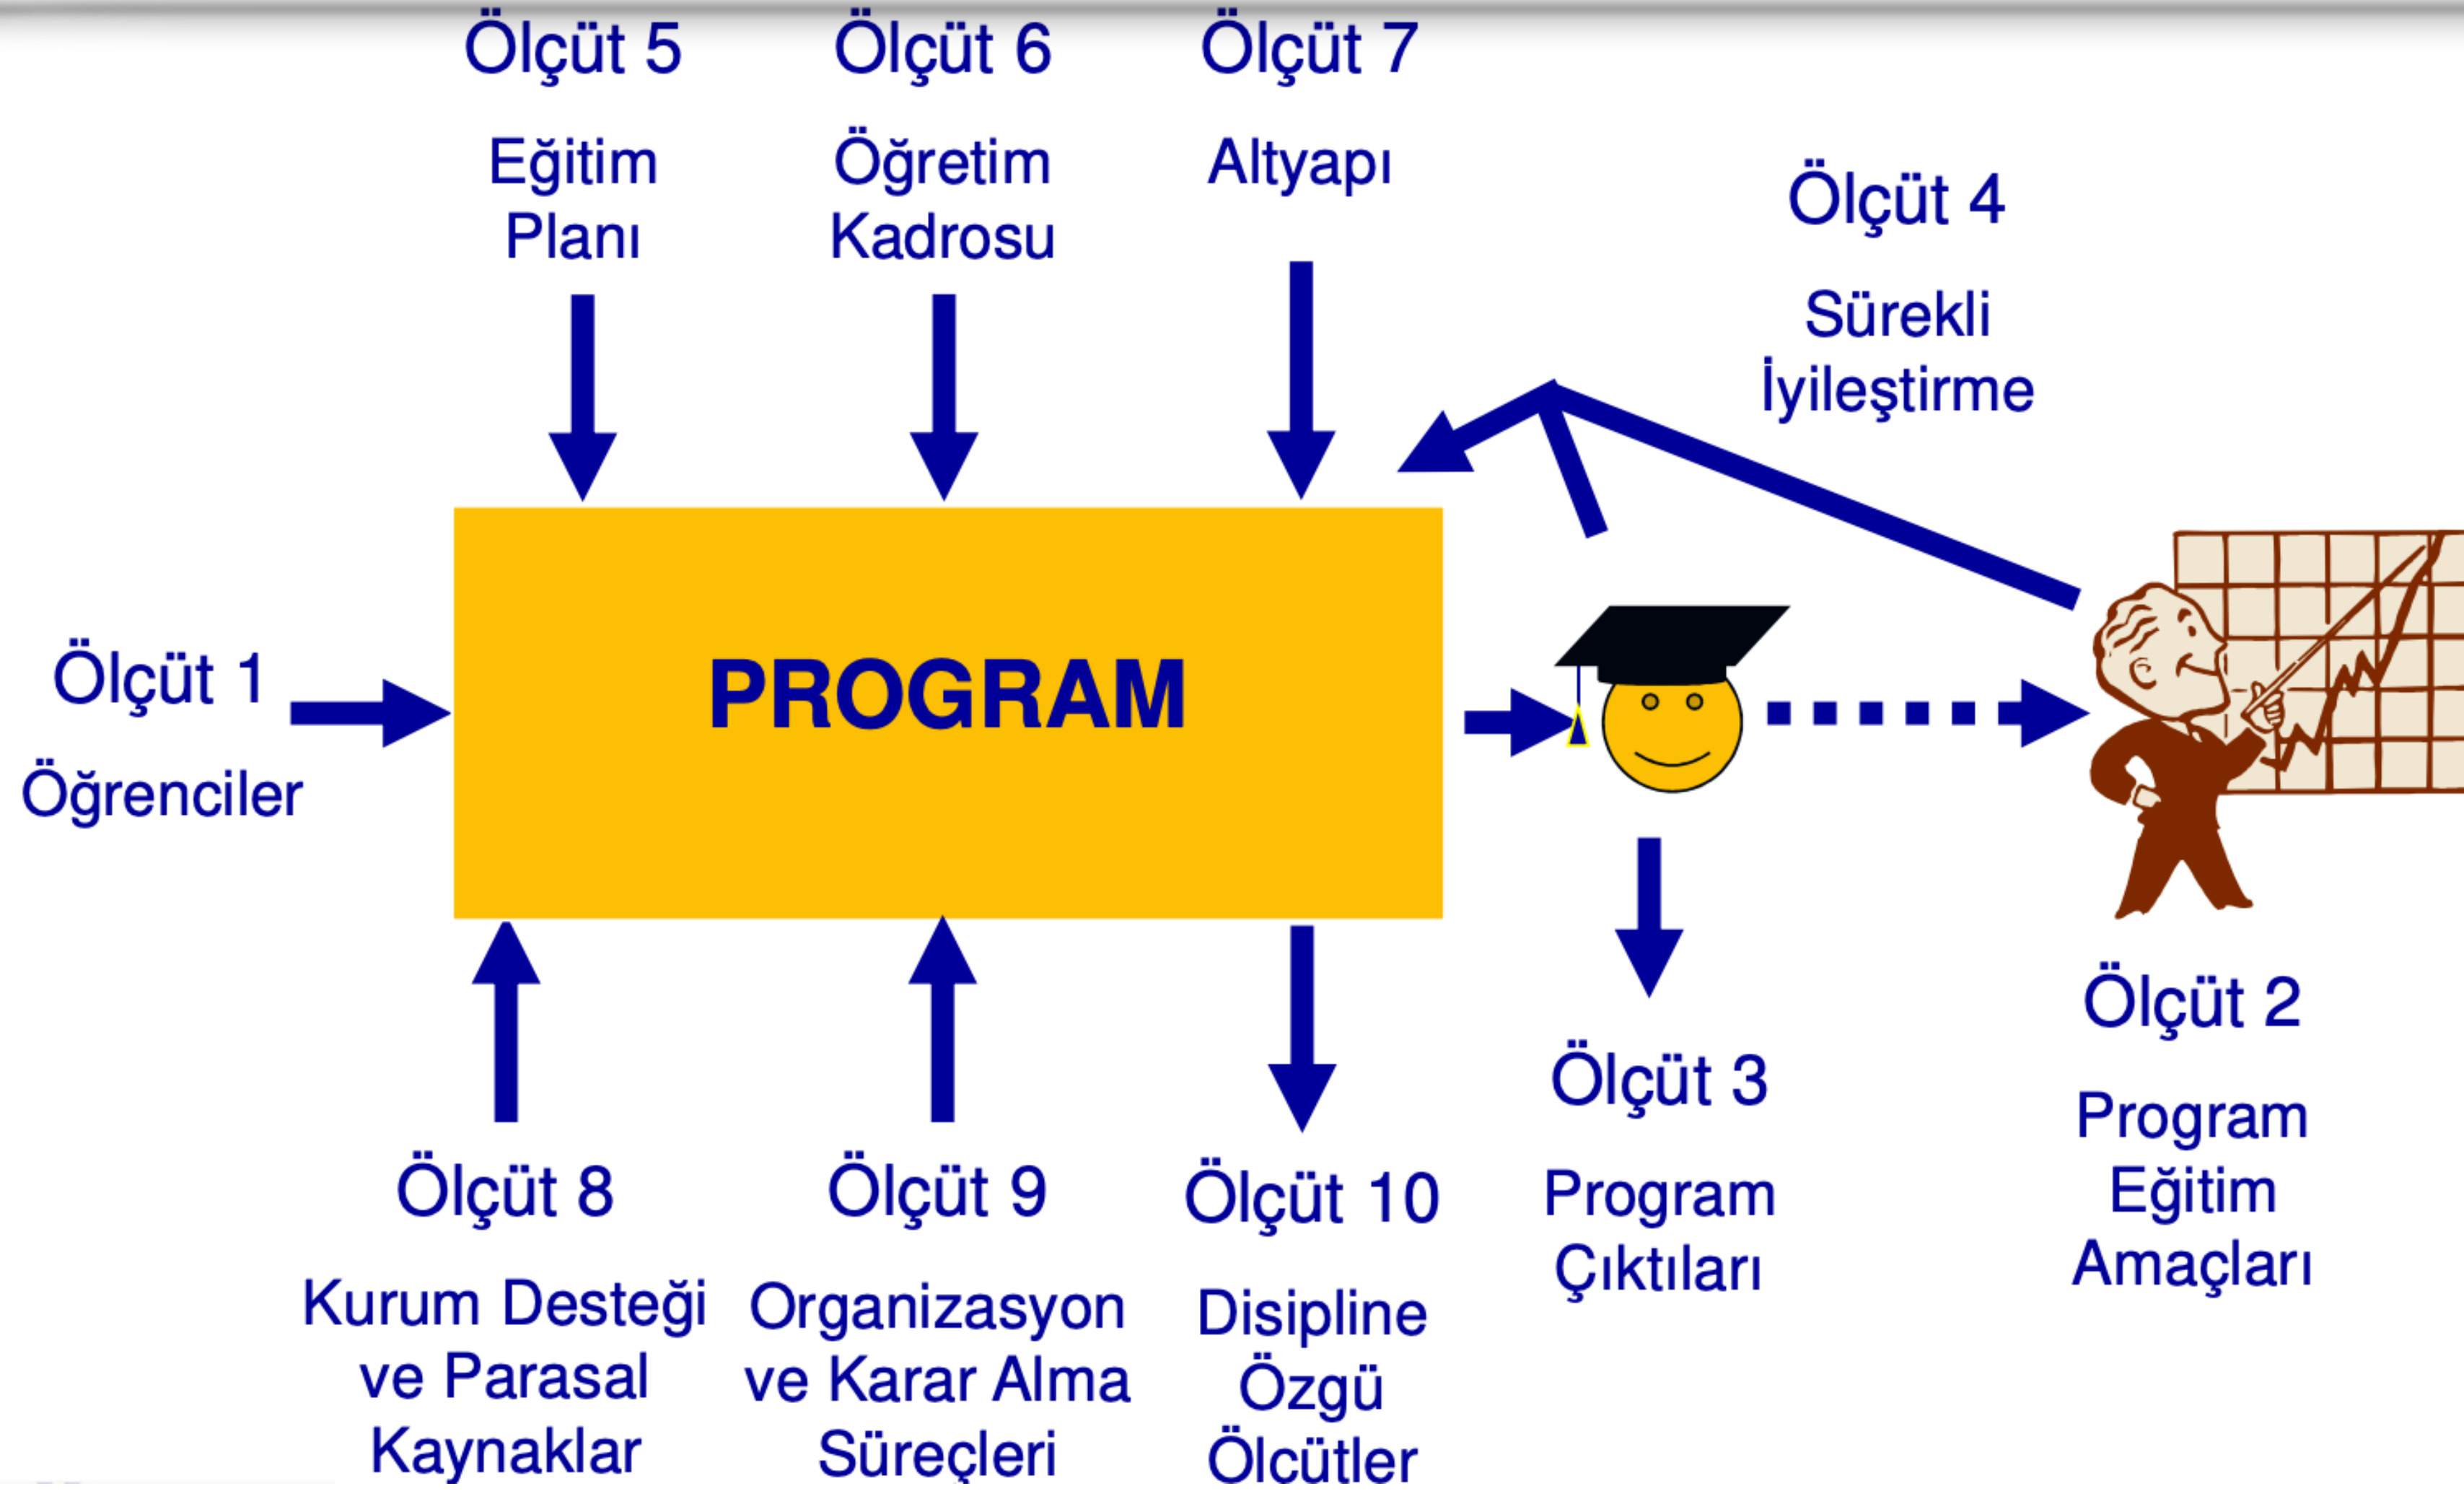 Ölçüt 5
Eğitim
Planı
Ölçüt 6
Öğretim
Kadrosu
Ölçüt 7
Altyapı
Ölçüt 4
Sürekli
İyileştirme
Ölçüt 1
Öğrenciler
PROGRAM
Ölçüt 8
Kurum Desteği
ve Parasal
Kaynaklar
Ölçüt 9
Organizasyon
ve Karar Alma
Süreçleri
Ölçüt 10
Disipline
Özgü
Ölcütler
Ölçüt 3
Program
Çıktıları
Ölçüt 2
Program
Eğitim
Amaçları